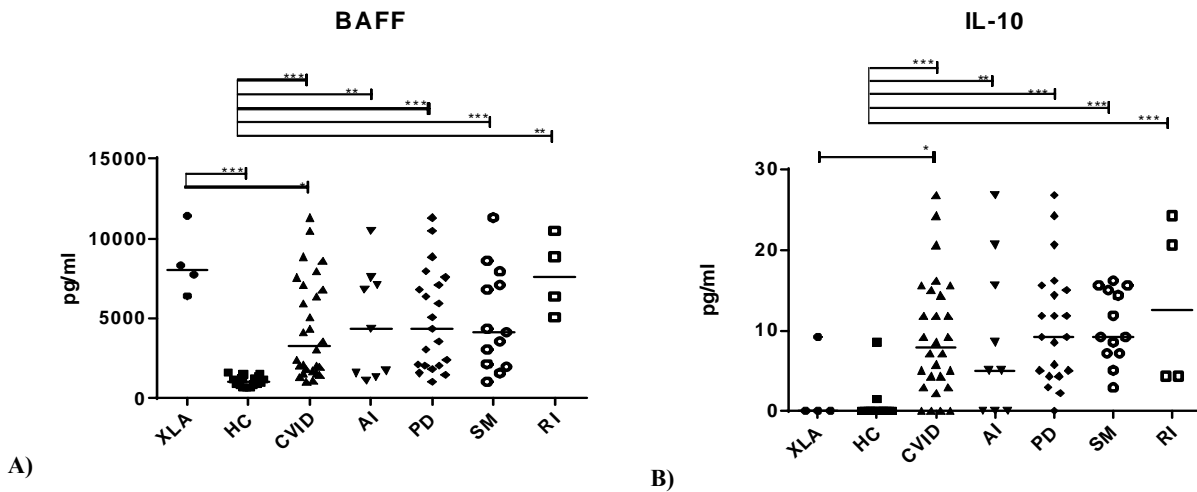 BAFF
***
**
***
***
**
15000
***
*
10000
5000
0
pg/ml
XLA
HC
CVID
AI
PD
SM
RI
A)
IL-10
***
**
***
***
***
*
30
20
10
0
pg/ml
XLA
HC
CVID
AI
PD
SM
RI
B)